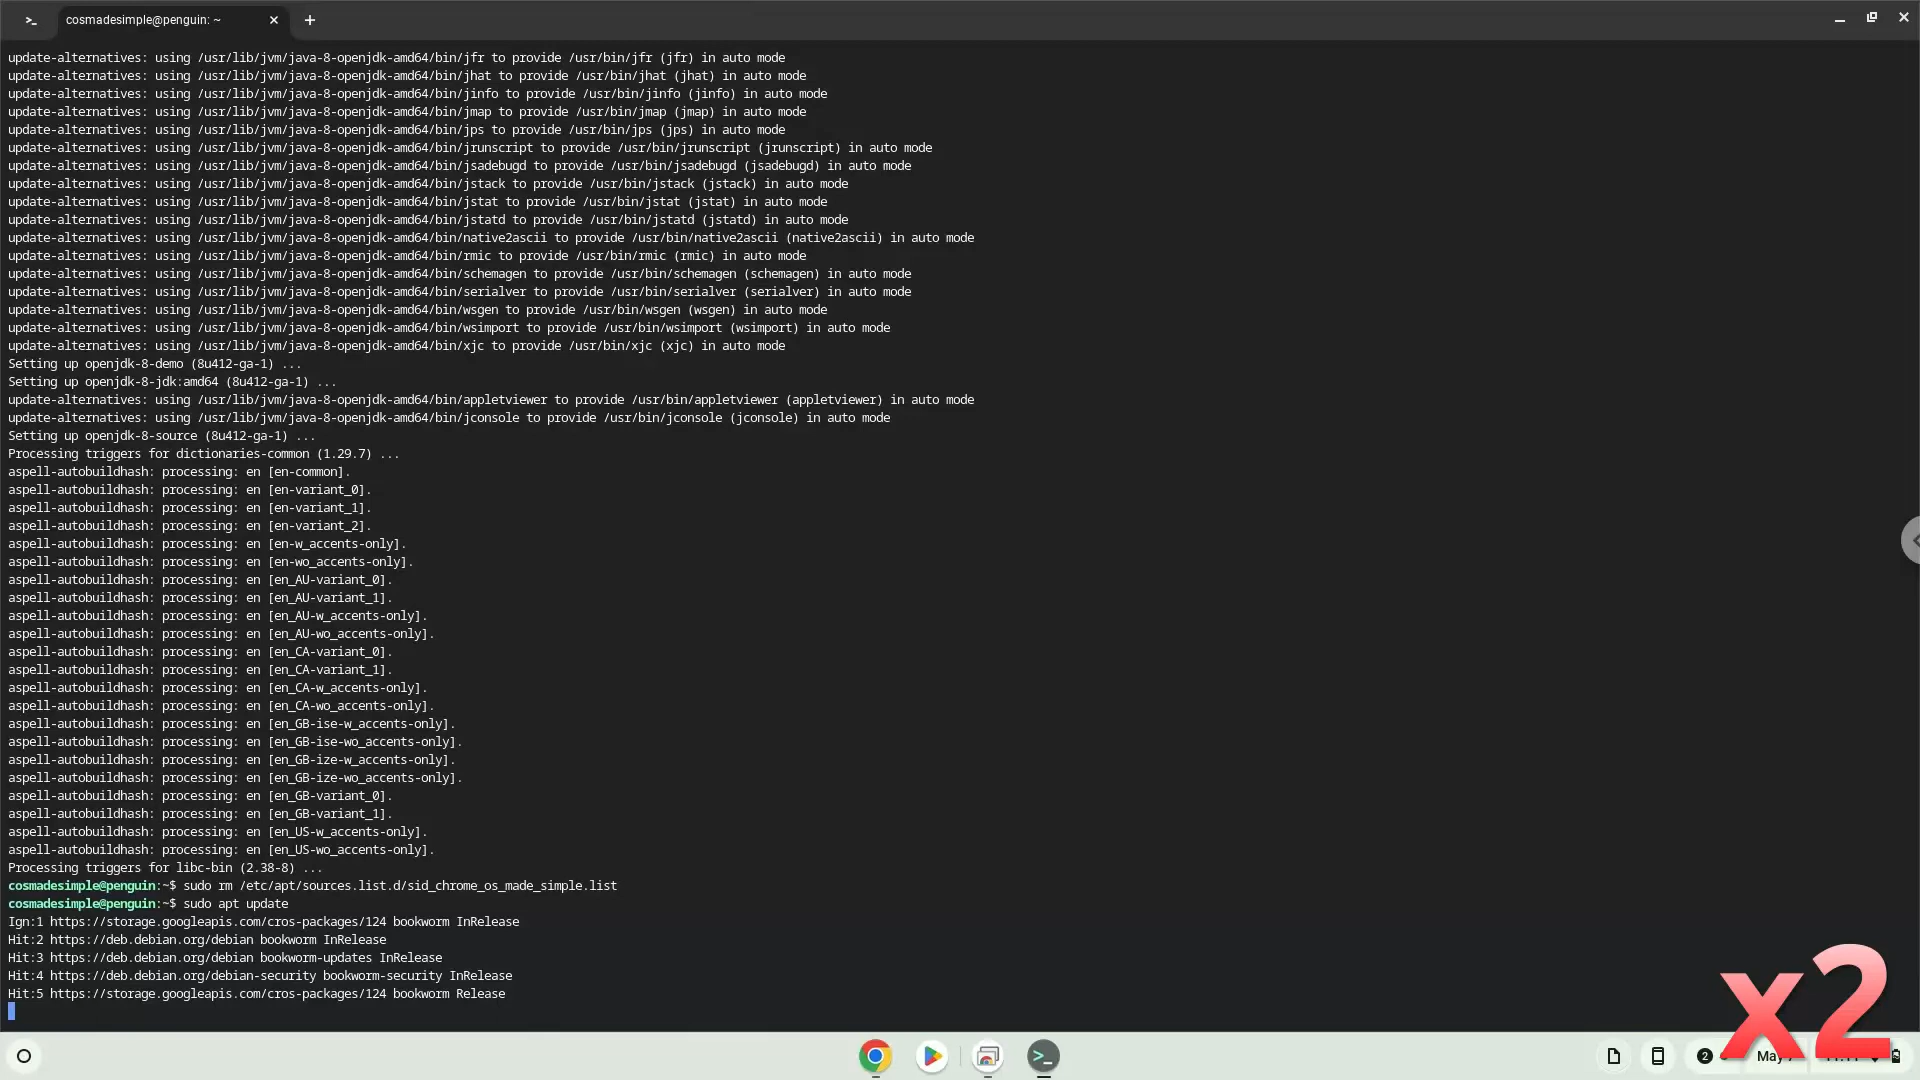 cosmadesimple@penguin: ~
update-alternatives: using /usr/lib/jvm/java-8-openjdk-amd64/bin/jfr to provide /usr/bin/jfr (jfr) in auto mode
update-alternatives: using /usr/lib/jvm/java-8-openjdk-amd64/bin/jhat to provide /usr/bin/jhat (jhat) in auto mode
update-alternatives: using /usr/lib/jvm/java-8-openjdk-amd64/bin/jinfo to provide /usr/bin/jinfo (jinfo) in auto mode
update-alternatives: using /usr/lib/jvm/java-8-openjdk-amd64/bin/jmap to provide /usr/bin/jmap (jmap) in auto mode
update-alternatives: using /usr/lib/jvm/java-8-openjdk-amd64/bin/jps to provide /usr/bin/jps (jps) in auto mode
update-alternatives: using /usr/lib/jvm/java-8-openjdk-amd64/bin/jrunscript to provide /usr/bin/jrunscript (jrunscript) in auto mode
update-alternatives: using /usr/lib/jvm/java-8-openjdk-amd64/bin/jsadebugd to provide /usr/bin/jsadebugd (jsadebugd) in auto mode
update-alternatives: using /usr/lib/jvm/java-8-openjdk-amd64/bin/jstack to provide /usr/bin/jstack (jstack) in auto mode
update-alternatives: using /usr/lib/jvm/java-8-openjdk-amd64/bin/jstat to provide /usr/bin/jstat (jstat) in auto mode
update-alternatives: using /usr/lib/jvm/java-8-openjdk-amd64/bin/jstatd to provide /usr/bin/jstatd (jstatd) in auto mode
update-alternatives: using /usr/lib/jvm/java-8-openjdk-amd64/bin/native2ascii to provide /usr/bin/native2ascii (native2ascii) in auto mode
update-alternatives: using /usr/lib/jvm/java-8-openjdk-amd64/bin/rmic to provide /usr/bin/rmic (rmic) in auto mode
update-alternatives: using /usr/lib/jvm/java-8-openjdk-amd64/bin/schemagen to provide /usr/bin/schemagen (schemagen) in auto mode
update-alternatives: using /usr/lib/jvm/java-8-openjdk-amd64/bin/serialver to provide /usr/bin/serialver (serialver) in auto mode
update-alternatives: using /usr/lib/jvm/java-8-openjdk-amd64/bin/wsgen to provide /usr/bin/wsgen (wsgen) in auto mode
update-alternatives: using /usr/lib/jvm/java-8-openjdk-amd64/bin/wsimport to provide /usr/bin/wsimport (wsimport) in auto mode
update-alternatives: using /usr/lib/jvm/java-8-openjdk-amd64/bin/xjc to provide /usr/bin/xjc (xjc) in auto mode
Setting up openjdk-8-demo (8u412-ga-1) ...
Setting up openjdk-8-jdk:amd64 (8u412-ga-1) ...
update-alternatives: using /usr/lib/jvm/java-8-openjdk-amd64/bin/appletviewer to provide /usr/bin/appletviewer (appletviewer) in auto mode
update-alternatives: using /usr/lib/jvm/java-8-openjdk-amd64/bin/jconsole to provide /usr/bin/jconsole (jconsole) in auto mode
Setting up openjdk-8-source (8u412-ga-1) ...
Processing triggers for dictionaries-common (1.29.7) ...
aspell-autobuildhash: processing: en [en-common].
aspell-autobuildhash: processing: en [en-variant_0].
aspell-autobuildhash: processing: en [en-variant_1].
aspell-autobuildhash: processing: en [en-variant_2].
aspell-autobuildhash: processing: en [en-w_accents-only].
aspell-autobuildhash: processing: en [en-wo_accents-only].
aspell-autobuildhash: processing: en [en_AU-variant_0].
aspell-autobuildhash: processing: en [en_AU-variant_1].
aspell-autobuildhash: processing: en [en_AU-w_accents-only].
aspell-autobuildhash: processing: en [en_AU-wo_accents-only].
aspell-autobuildhash: processing: en [en_CA-variant_0].
aspell-autobuildhash: processing: en [en_CA-variant_1].
aspell-autobuildhash: processing: en [en_CA-w_accents-only].
aspell-autobuildhash: processing: en [en_CA-wo_accents-only].
aspell-autobuildhash: processing: en [en_GB-ise-w_accents-only].
aspell-autobuildhash: processing: en [en_GB-ise-wo_accents-only].
aspell-autobuildhash: processing: en [en_GB-ize-w_accents-only].
aspell-autobuildhash: processing: en [en_GB-ize-wo_accents-only].
aspell-autobuildhash: processing: en [en_GB-variant_0].
aspell-autobuildhash: processing: en [en_GB-variant_1].
aspell-autobuildhash: processing: en [en_US-w_accents-only].
aspell-autobuildhash: processing: en [en_US-wo_accents-only].
Processing triggers for libc-bin (2.38-8) ...
cosmadesimple@penguin:~$ sudo rm /etc/apt/sources.list.d/sid_chrome_os_made_simple.list
cosmadesimple@penguin:~$ sudo apt update
Ign:1 https://storage.googleapis.com/cros-packages/124 bookworm InRelease
Hit:2 https://deb.debian.org/debian bookworm InRelease
Hit:3 https://deb.debian.org/debian bookworm-updates InRelease
Hit:4 https://deb.debian.org/debian-security bookworm-security InRelease
Hit:5 https://storage.googleapis.com/cros-packages/124 bookworm Release
x2
2
May